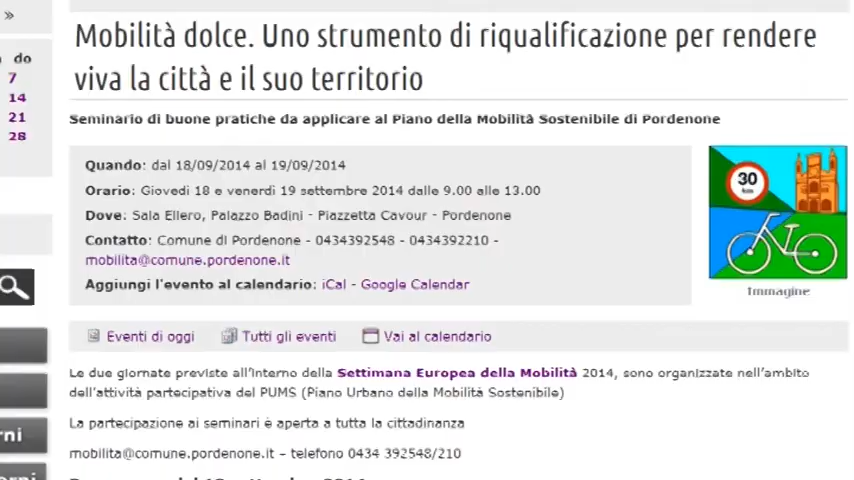 »
do
7
14
21
28
Mobilità dolce. Uno strumento di riqualificazione per rendere
viva la città e il suo territorio
Seminario di buone pratiche da applicare al Piano della Mobilità Sostenibile di Pordenone
Quando: dal 18/09/2014 al 19/09/2014
Orario: Giovedì 18 e venerdì 19 settembre 2014 dalle 9.00 alle 13.00
Dove: Sala Ellero, Palazzo Badini - Piazzetta Cavour - Pordenone
Contatto: Comune di Pordenone - 0434392548 - 0434392210 -
mobilita@comune.pordenone.it
Aggiungi l'evento al calendario: iCal - Google Calendar
30
km
Immagine
Eventi di oggi Tutti gli eventi Vai al calendario
Le due giornate previste all'interno della Settimana Europea della Mobilità 2014, sono organizzate nell'ambito
dell'attività partecipativa del PUMS (Piano Urbano della Mobilità Sostenibile)
La partecipazione ai seminari è aperta a tutta la cittadinanza
mobilita@comune.pordenone.it – telefono 0434 392548/210
rni